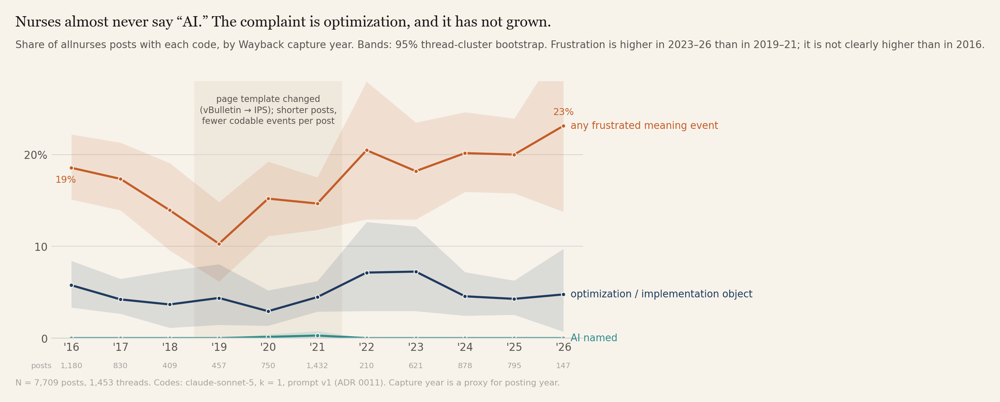 Nurses almost never say “AI.” The complaint is optimization, and it has not grown.
Share of allnurses posts with each code, by Wayback capture year. Bands: 95% thread-cluster bootstrap. Frustration is higher in 2023–26 than in 2019–21; it is not clearly higher than in 2016.
page template changed
(vBulletin → IPS); shorter posts,
fewer codable events per post
23%
any frustrated meaning event
20%
19%
10
optimization / implementation object
0
AI named
'16 '17 '18 '19 '20 '21 '22 '23 '24 '25 '26
posts 1,180 830 409 457 750 1,432 210 621 878 795 147
N = 7,709 posts, 1,453 threads. Codes: claude-sonnet-5, k = 1, prompt v1 (ADR 0011). Capture year is a proxy for posting year.